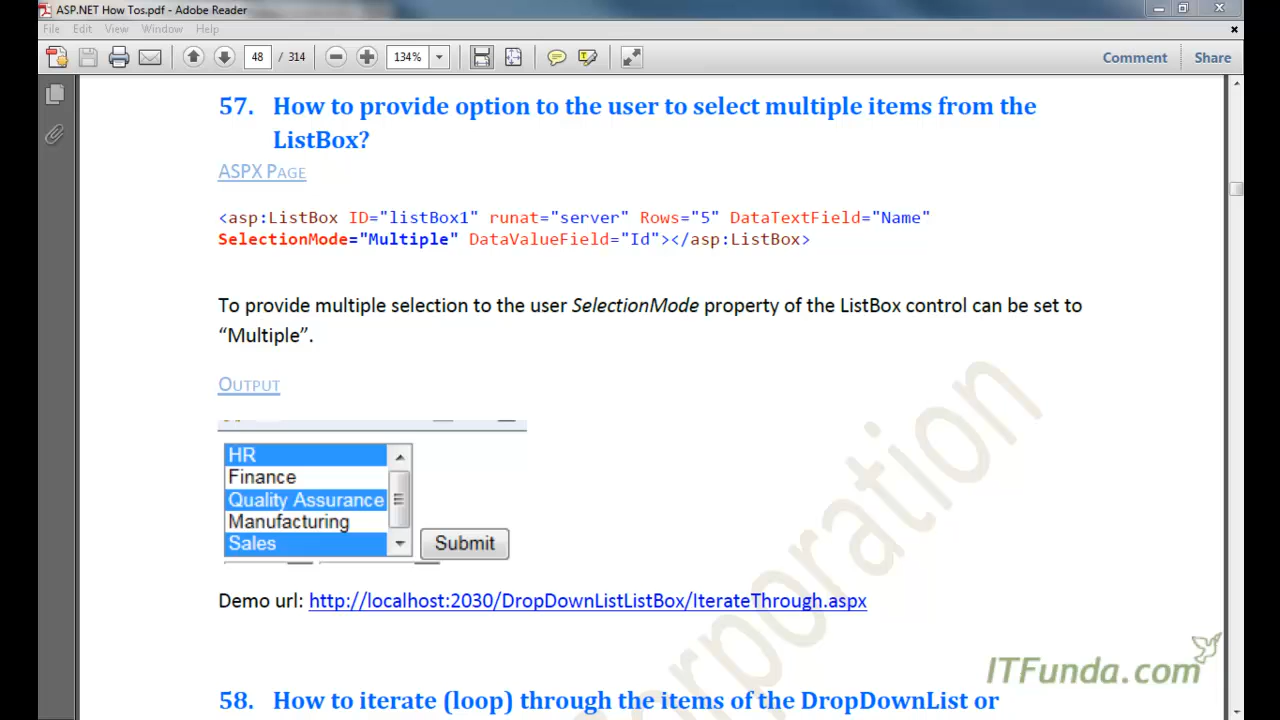 ASP.NET How Tos.pdf - Adobe Reader
File Edit View Window Help
48 / 314 134% Comment Share
57. How to provide option to the user to select multiple items from the
ListBox?
ASPX PAGE
<asp:ListBox ID="listBox1" runat="server" Rows="5" DataTextField="Name"
SelectionMode="Multiple" DataValueField="Id"></asp:ListBox>
To provide multiple selection to the user SelectionMode property of the ListBox control can be set to
“Multiple”.
OUTPUT
HR
Finance
Quality Assurance
Manufacturing
Sales
Submit
Demo url: http://localhost:2030/DropDownListListBox/IterateThrough.aspx
orporation
ITFunda.com
58. How to iterate (loop) through the items of the DropDownList or